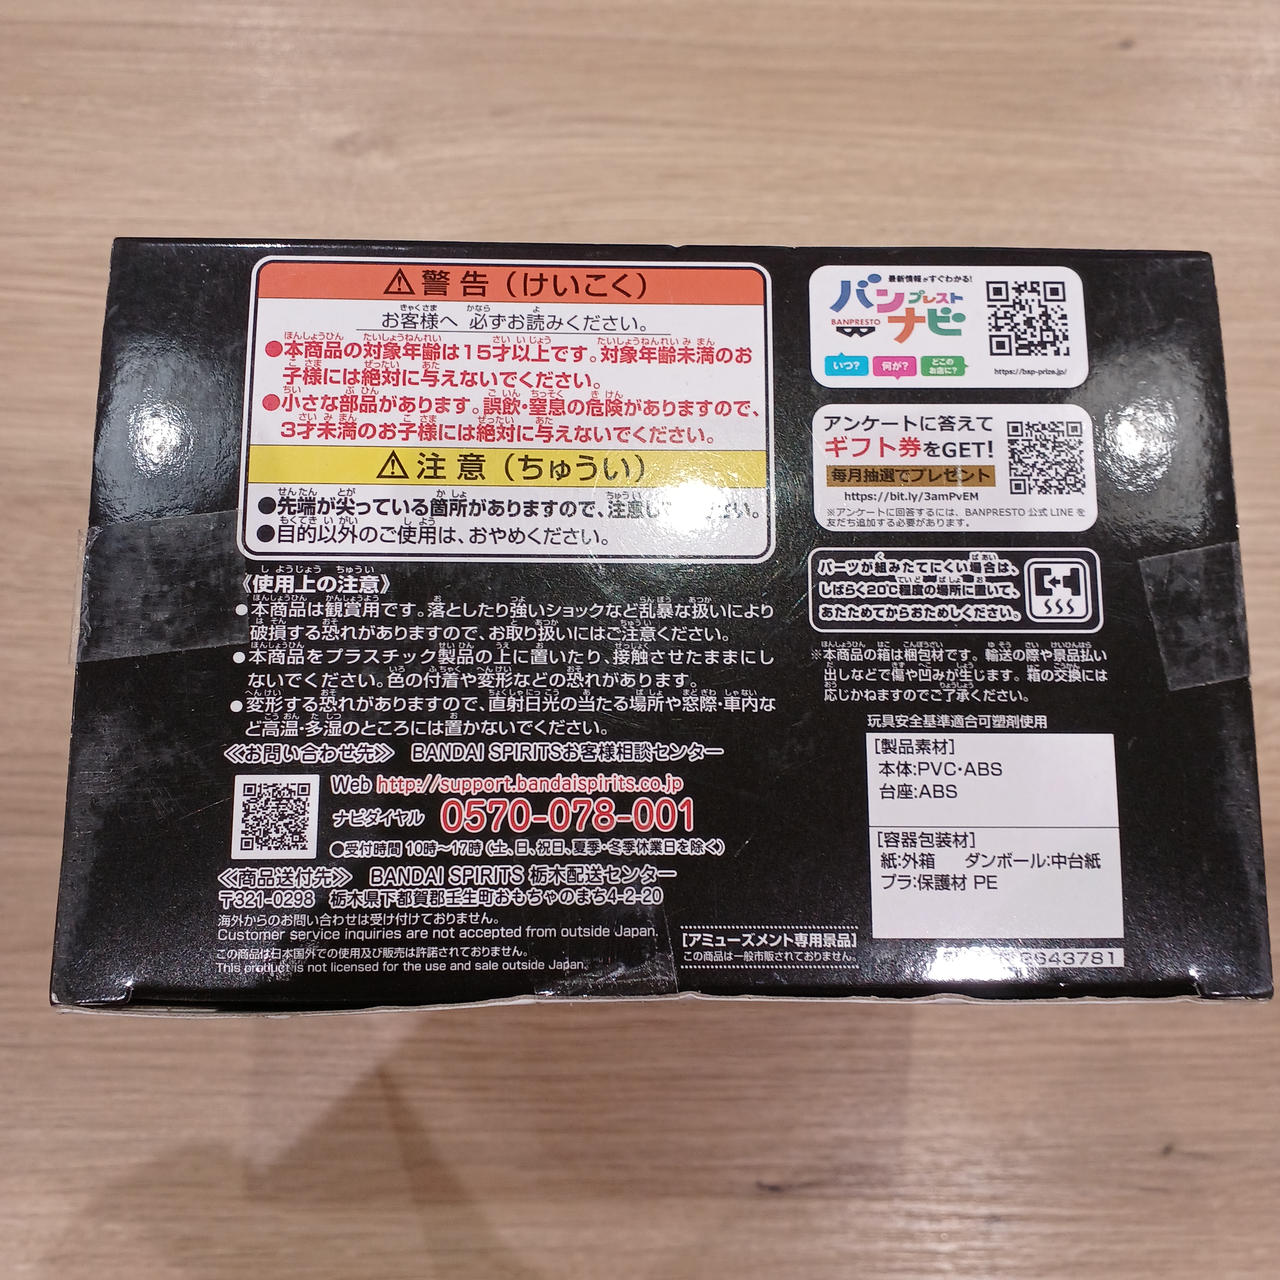 警告(けいこく)
お客様へ 必ずお読みください。
●本商品の対象年齢は15才以上です。対象年齢未満のお
子様には絶対に与えないでください。
●小さな部品があります。誤飲・窒息の危険がありますので、
3才未満のお子様には絶対に与えないでください。
注意(ちゅうい)
●先端が尖っている箇所がありますので、注意し
●目的以外のご使用は、おやめください。
《使用上の注意》
●本商品は観賞用です。落としたり強いショックなど乱暴な扱いにより
破損する恐れがありますので、お取り扱いにはご注意ください。
●本商品をプラスチック製品の上に置いたり、接触させたままにし
ないでください。色の付着や変形などの恐れがあります。
●変形する恐れがありますので、直射日光の当たる場所や窓際・車内な
ど高温・多湿のところには置かないでください。
≪お問い合わせ先≫ BANDAI SPIRITSお客様相談センター
Web http://support.bandaispirits.co.jp
ナビダイヤル 0570-078-001
●受付時間 10時〜17時(土、日、祝日、夏季・冬季休業日を除く)
≪商品送付先≫ BANDAI SPIRITS 栃木配送センター
〒321-0298 栃木県下都賀郡壬生町おもちゃのまち4-2-20
海外からのお問い合わせは受け付けておりません。
Customer service inquiries are not accepted from outside Japan.
この商品は日本国外での使用及び販売は許諾されておりません。
This product is not licensed for the use and sale outside Japan.
最新情報がすぐわかる!
バンプレストナビ
BANPRESTO
いつ? 何が? どこのお店に?
https://bsp-prize.jp/
アンケートに答えて
ギフト券をGET!
毎月抽選でプレゼント
https://bit.ly/3amPvEM
※アンケートに回答するには、BANPRESTO 公式 LINE を
友だち追加する必要があります。
パーツが組みたてにくい場合は、
しばらく20℃程度の場所に置いて、
あたためてからおためしください。
※本商品の箱は梱包材です。輸送の際や景品払い
出しなどで傷や凹みが生じます。箱の交換には
応じかねますのでご了承ください。
玩具安全基準適合可塑剤使用
[製品素材]
本体:PVC・ABS
台座:ABS
[容器包装材]
紙:外箱 ダンボール:中台紙
プラ:保護材 PE
[アミューズメント専用景品]
この商品は一般市販されておりません。
2643781